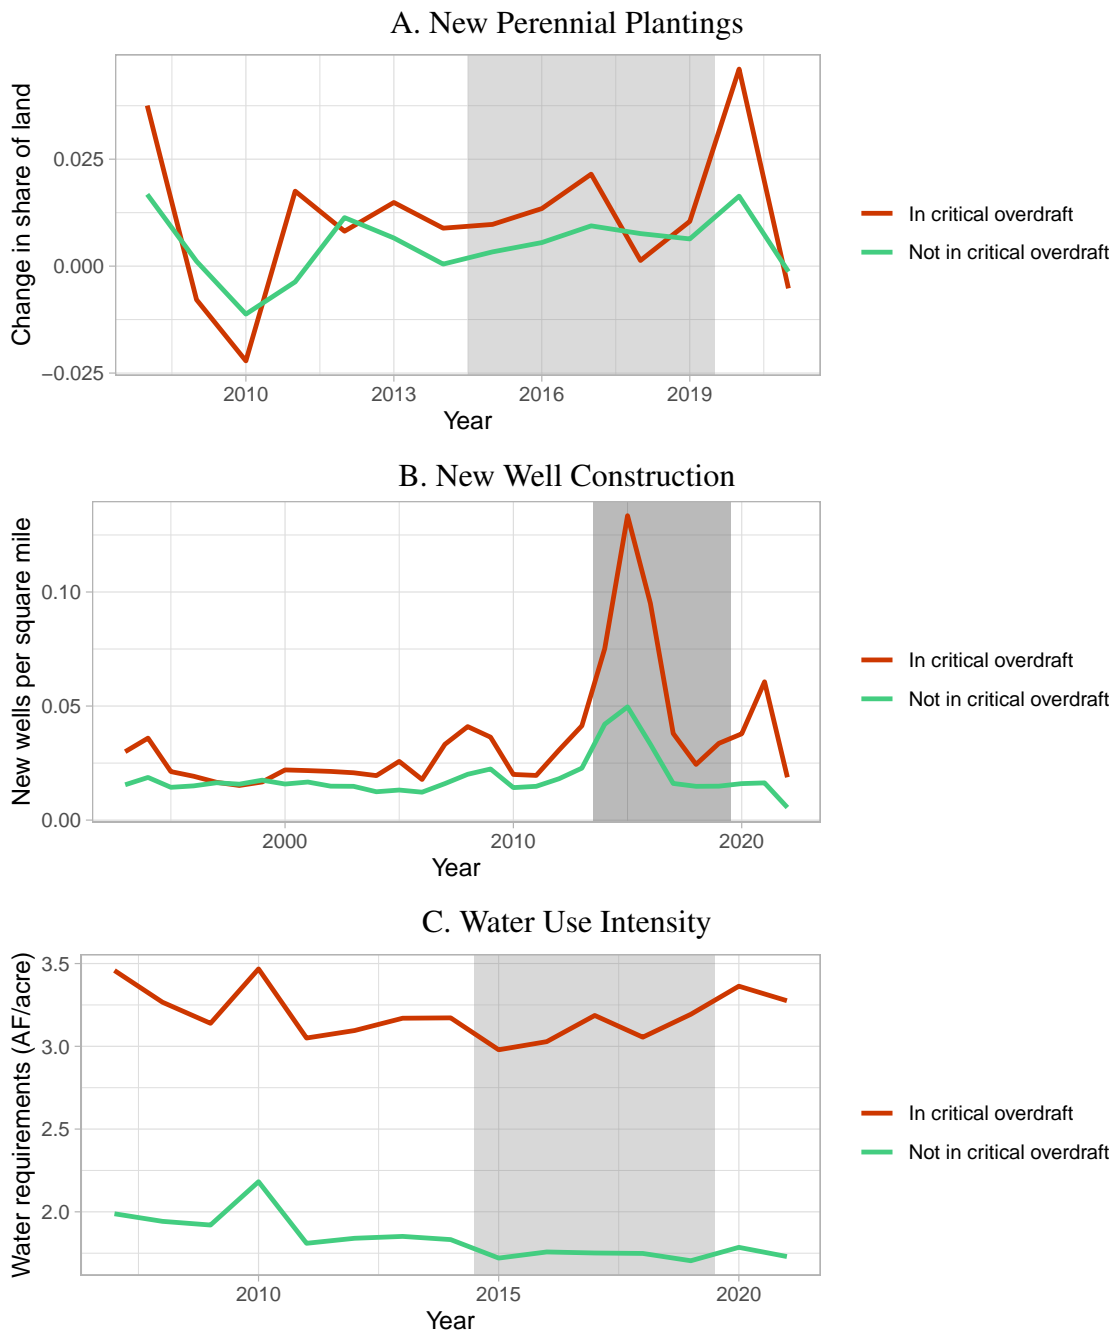 A. New Perennial Plantings
Change in share of land
0.025
0.000
−0.025
2010 2013 2016 2019
Year
In critical overdraft
Not in critical overdraft
B. New Well Construction
New wells per square mile
0.10
0.05
0.00
2000 2010 2020
Year
In critical overdraft
Not in critical overdraft
C. Water Use Intensity
Water requirements (AF/acre)
3.5
3.0
2.5
2.0
2010 2015 2020
Year
In critical overdraft
Not in critical overdraft